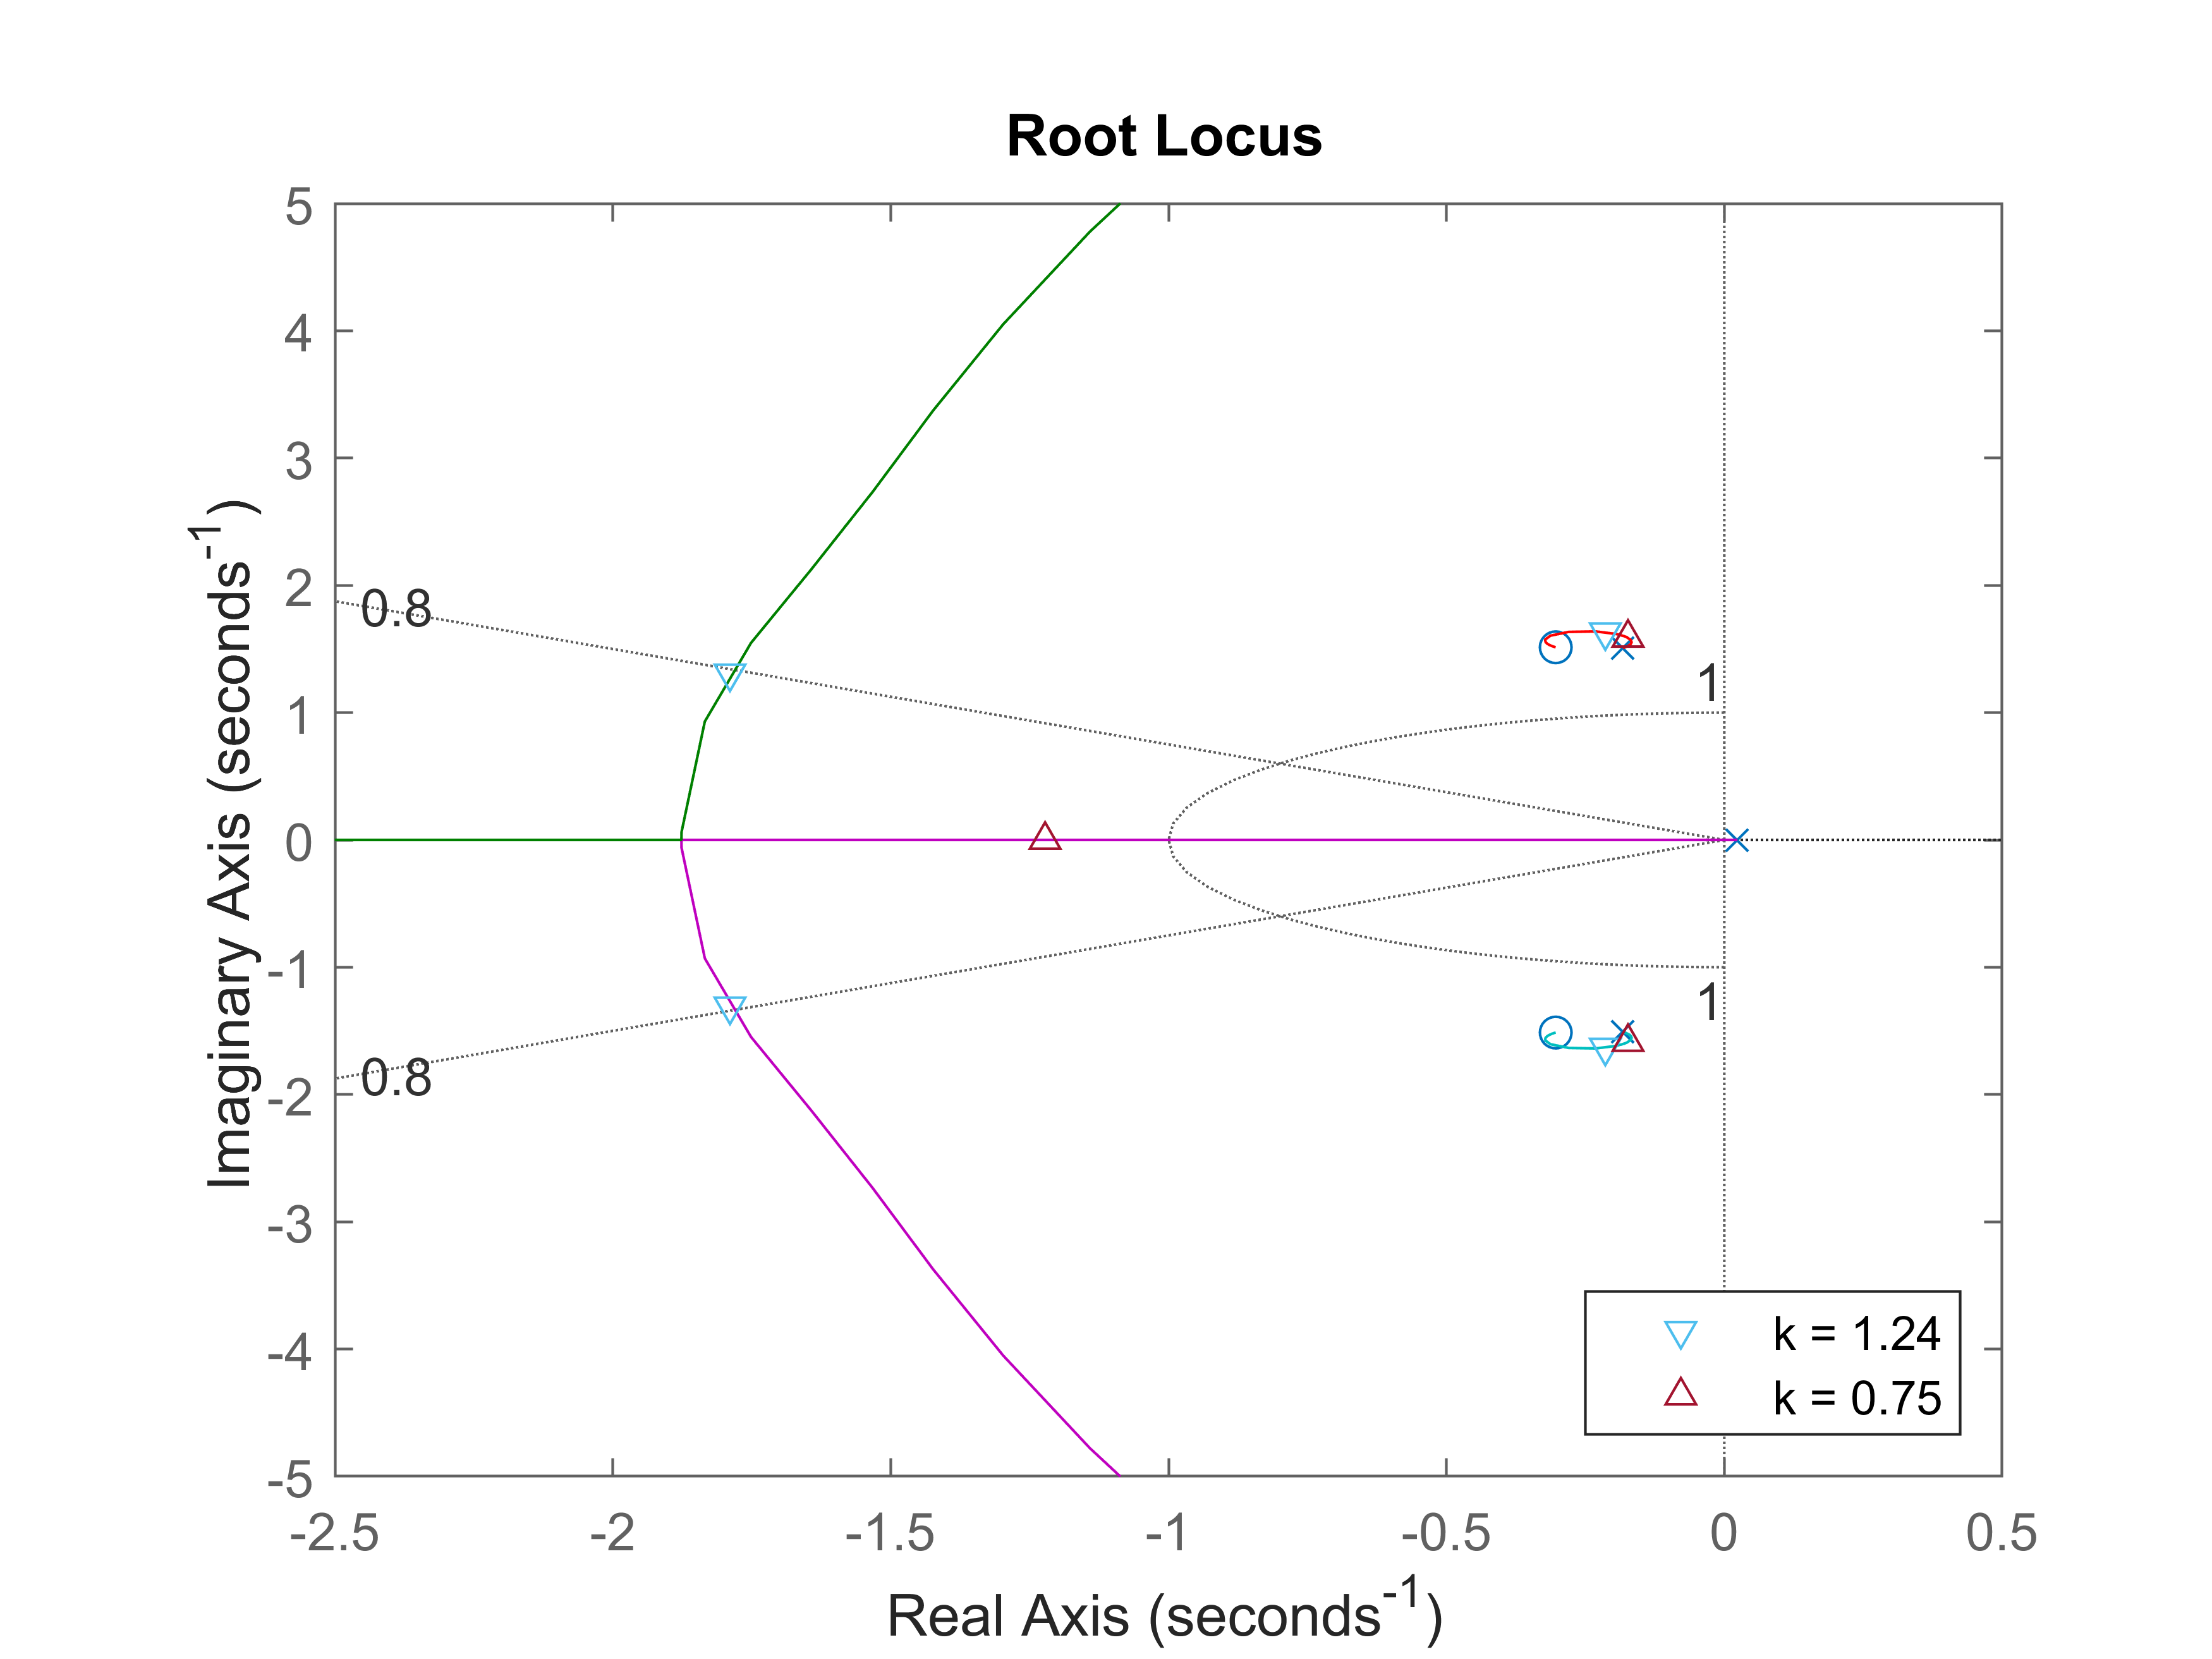 Root Locus
5
4
3
2
1
0
-1
-2
-3
-4
-5
Imaginary Axis (seconds⁻¹)
0.8
0.8
1
1
k = 1.24
k = 0.75
-2.5 -2 -1.5 -1 -0.5 0 0.5
Real Axis (seconds⁻¹)